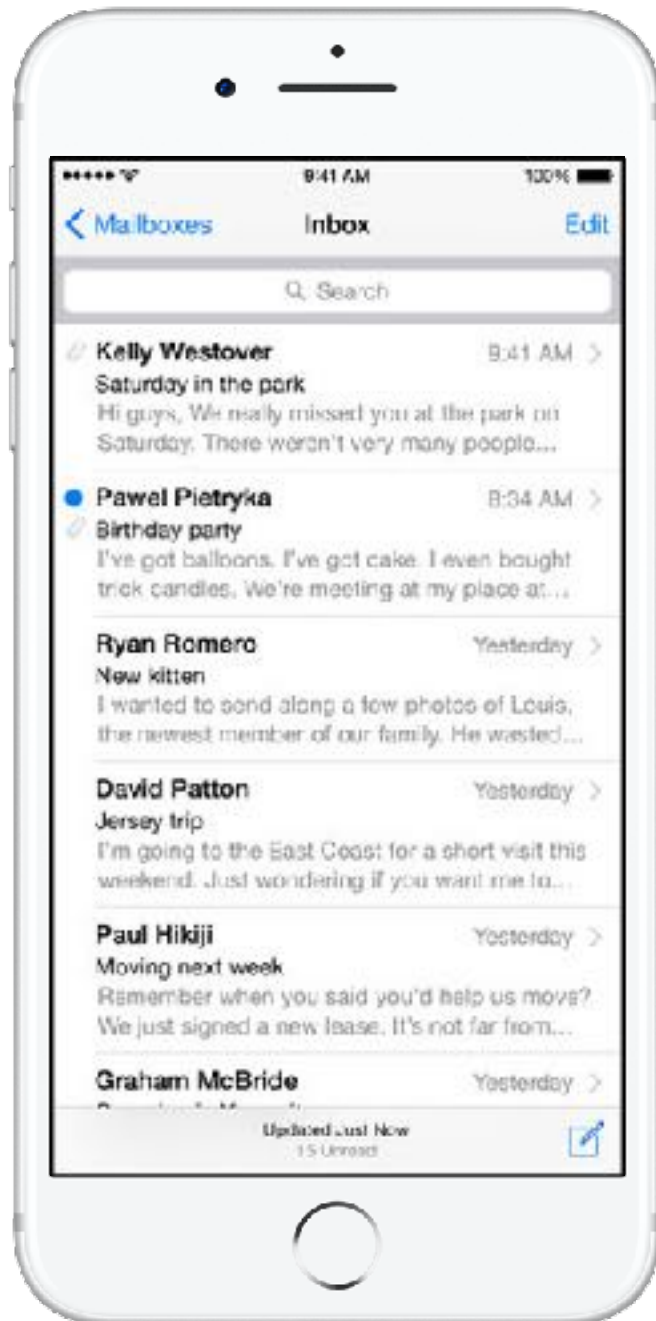 9:41 AM 100%
Mailboxes Inbox Edit
Search
Kelly Westover 9:41 AM
Saturday in the park
Hi guys, We really missed you at the park on
Saturday. There weren't very many people...
Pawel Pietryka 8:34 AM
Birthday party
I've got balloons. I've got cake. I even bought
trick candles. We're meeting at my place at...
Ryan Romero Yesterday
New kitten
I wanted to send along a few photos of Louis,
the newest member of our family. He wasted...
David Patton Yesterday
Jersey trip
I'm going to the East Coast for a short visit this
weekend. Just wondering if you want me to...
Paul Hikiji Yesterday
Moving next week
Remember when you said you'd help us move?
We just signed a new lease. It's not far from...
Graham McBride Yesterday
Updated Just Now
15 Unread